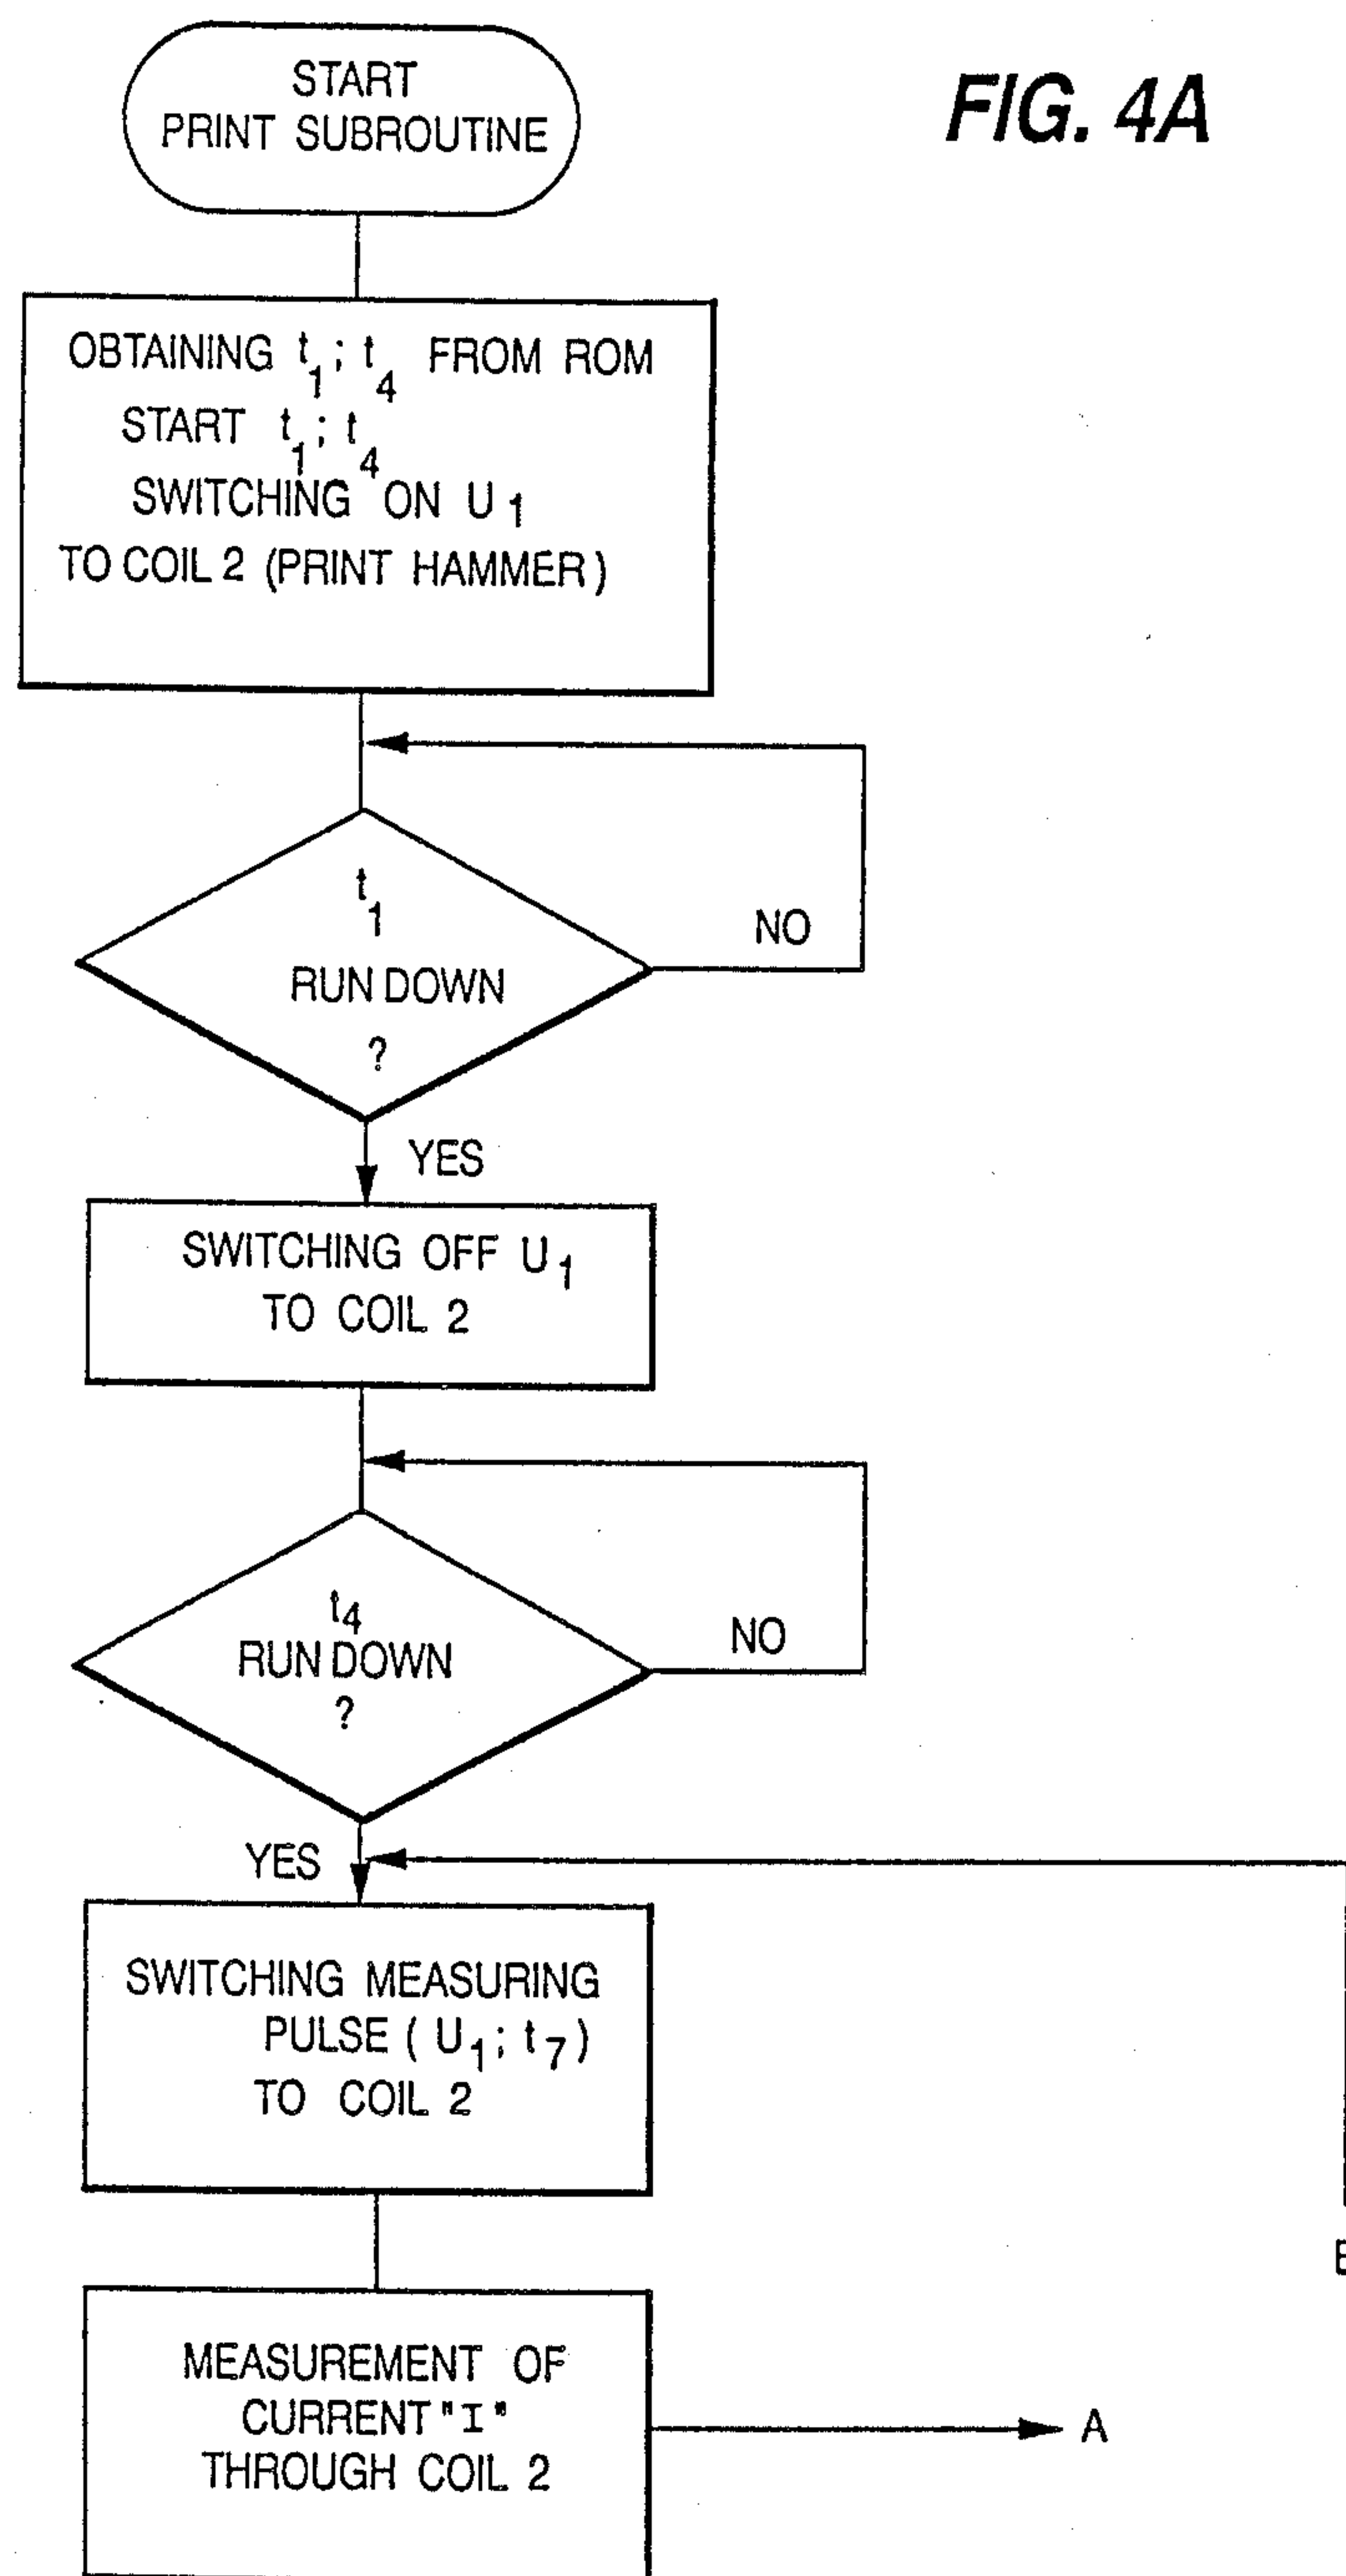 FIG. 4A
START
PRINT SUBROUTINE
OBTAINING t1; t4 FROM ROM
START t1; t4
SWITCHING ON U1
TO COIL 2 (PRINT HAMMER)
t1
RUN DOWN
?
NO
YES
SWITCHING OFF U1
TO COIL 2
t4
RUN DOWN
?
NO
YES
SWITCHING MEASURING
PULSE (U1; t7)
TO COIL 2
MEASUREMENT OF
CURRENT "I"
THROUGH COIL 2
A